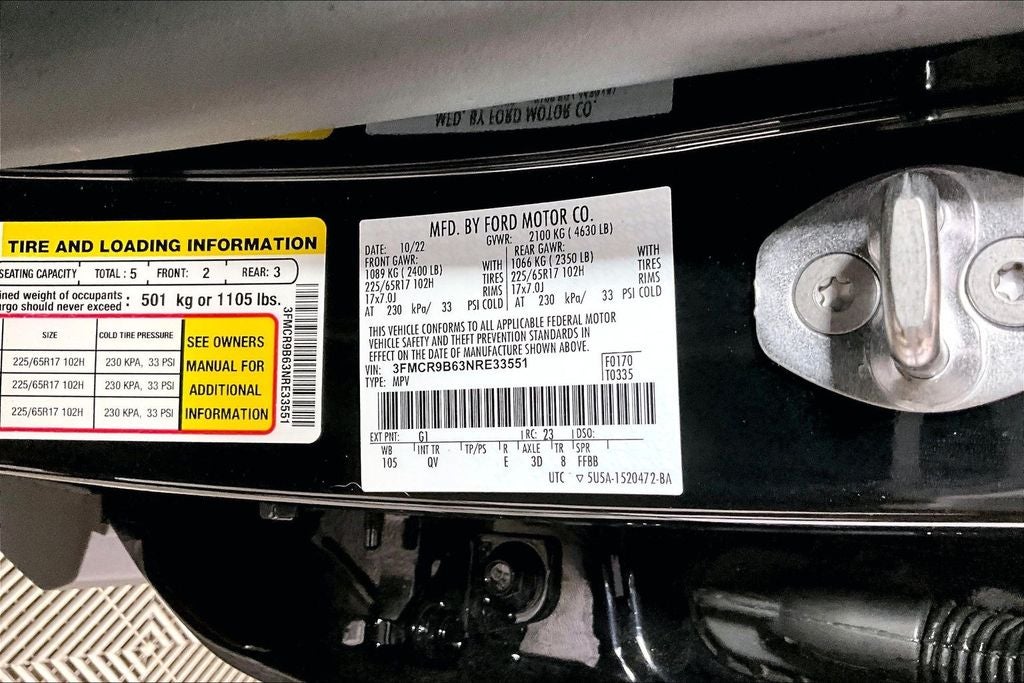 MFD. BY FORD MOTOR CO.
TIRE AND LOADING INFORMATION
SEATING CAPACITY TOTAL : 5 FRONT: 2 REAR: 3
of occupants : 501 kg or 1105 lbs.
should never exceed
SIZE COLD TIRE PRESSURE
225/65R17 102H 230 KPA, 33 PSI
225/65R17 102H 230 KPA, 33 PSI
225/65R17 102H 230 KPA, 33 PSI
SEE OWNERS
MANUAL FOR
ADDITIONAL
INFORMATION
3FMCR9B63NRE33551
MFD. BY FORD MOTOR CO.
DATE: 10/22 GVWR: 2100 KG ( 4630 LB)
FRONT GAWR: REAR GAWR:
1089 KG ( 2400 LB) WITH 1066 KG ( 2350 LB) WITH
225/65R17 102H TIRES 225/65R17 102H TIRES
17x7.0J RIMS 17x7.0J RIMS
AT 230 kPa/ 33 PSI COLD AT 230 kPa/ 33 PSI COLD
THIS VEHICLE CONFORMS TO ALL APPLICABLE FEDERAL MOTOR
VEHICLE SAFETY AND THEFT PREVENTION STANDARDS IN
EFFECT ON THE DATE OF MANUFACTURE SHOWN ABOVE.
VIN: 3FMCR9B63NRE33551 F0170
TYPE: MPV T0335
EXT PNT: G1 RC: 23 DSO:
WB INT TR TP/PS R AXLE TR SPR
105 QV E 3D 8 FFBB
UTC ▽ 5U5A-1520472-BA